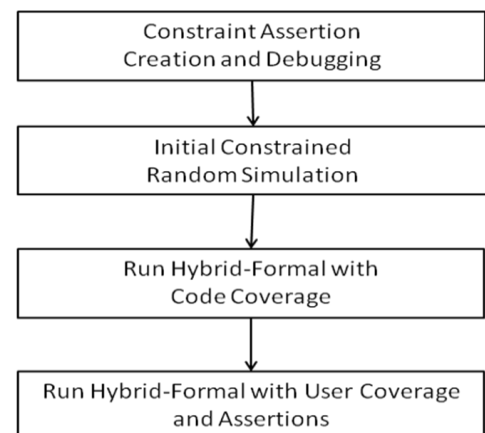 Constraint Assertion
Creation and Debugging
Initial Constrained
Random Simulation
Run Hybrid-Formal with
Code Coverage
Run Hybrid-Formal with User Coverage
and Assertions